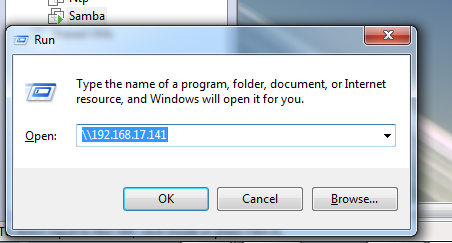 Ntp
Samba
Run
Type the name of a program, folder, document, or Internet
resource, and Windows will open it for you.
Open:
\\192.168.17.141
OK
Cancel
Browse...